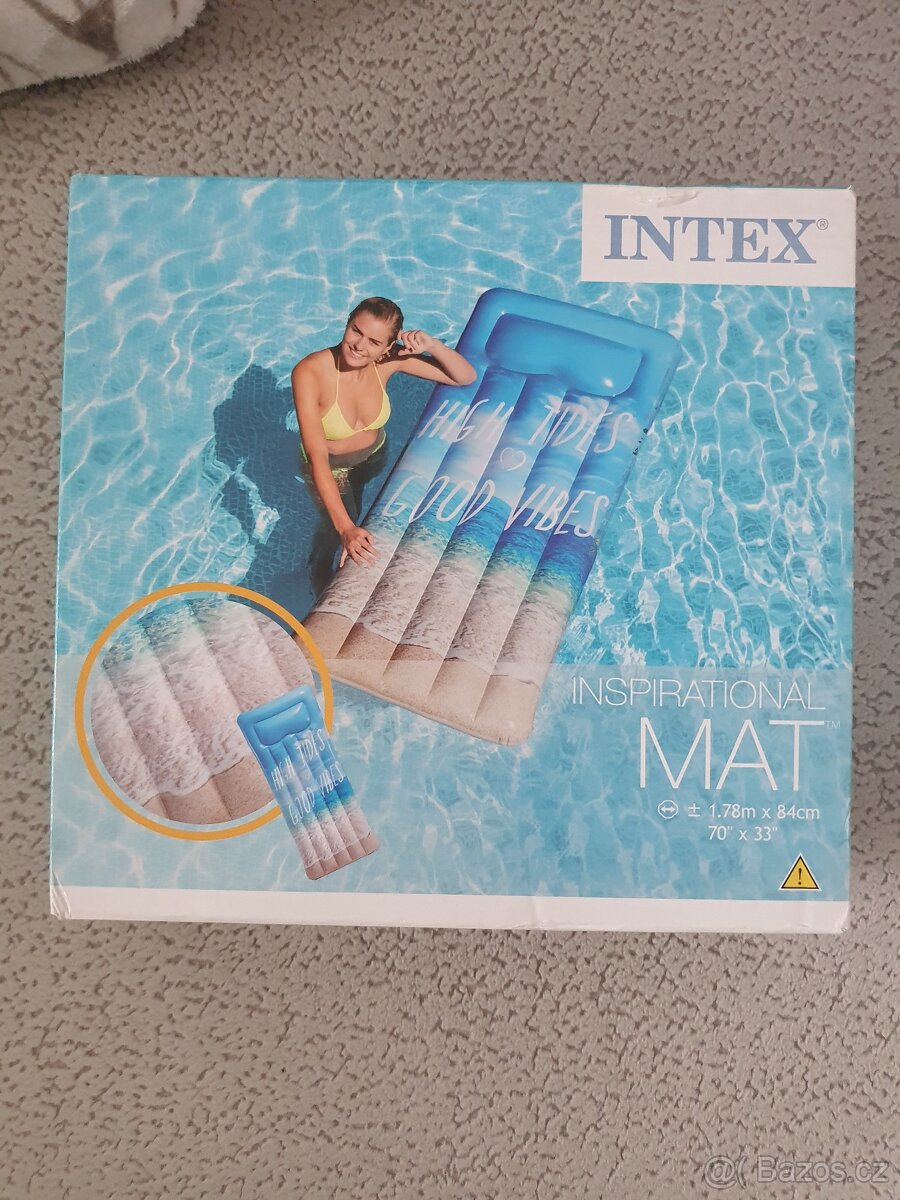 INTEX®
HIGH TIDES
GOOD VIBES
INSPIRATIONAL
MAT™
± 1.78m x 84cm
70" x 33"
HIGH TIDES
GOOD VIBES
!
@( Bazos.cz